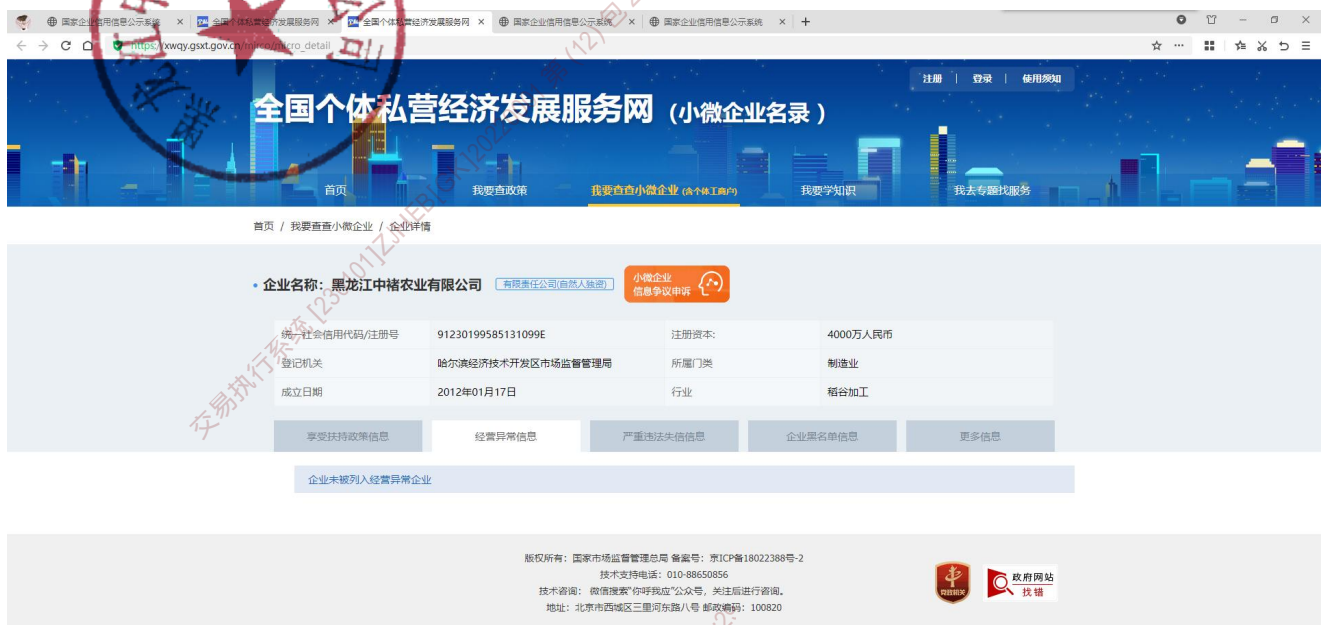 国家企业信用信息公示系统
全国个体私营经济发展服务网
全国个体私营经济发展服务网
国家企业信用信息公示系统
国家企业信用信息公示系统
https://xwqy.gsxt.gov.cn/mirco/micro_detail
注册 | 登录 | 使用须知
全国个体私营经济发展服务网（小微企业名录）
首页 我要查政策 我要查查小微企业 (含个体工商户) 我要学知识 我去专题找服务
首页 / 我要查查小微企业 / 企业详情
企业名称：黑龙江中褚农业有限公司 有限责任公司(自然人独资)
小微企业
信息争议申诉
统一社会信用代码/注册号 91230199585131099E 注册资本: 4000万人民币
登记机关 哈尔滨经济技术开发区市场监督管理局 所属门类 制造业
成立日期 2012年01月17日 行业 稻谷加工
享受扶持政策信息 经营异常信息 严重违法失信信息 企业黑名单信息 更多信息
企业未被列入经营异常企业
版权所有：国家市场监督管理总局 备案号：京ICP备18022388号-2
技术支持电话：010-88650856
技术咨询： 微信搜索“你呼我应”公众号，关注后进行咨询。
地址：北京市西城区三里河东路八号 邮政编码：100820
党政机关
政府网站
找错